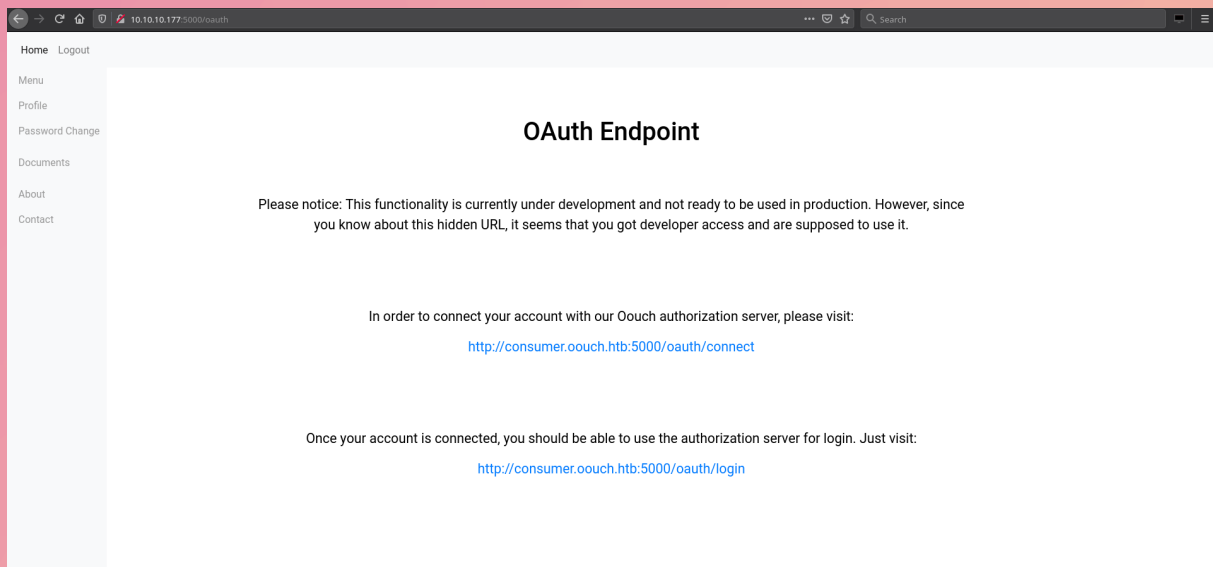 10.10.10.177:5000/oauth
Search
Home Logout
Menu
Profile
Password Change
Documents
About
Contact
OAuth Endpoint
Please notice: This functionality is currently under development and not ready to be used in production. However, since
you know about this hidden URL, it seems that you got developer access and are supposed to use it.
In order to connect your account with our Oouch authorization server, please visit:
http://consumer.oouch.htb:5000/oauth/connect
Once your account is connected, you should be able to use the authorization server for login. Just visit:
http://consumer.oouch.htb:5000/oauth/login